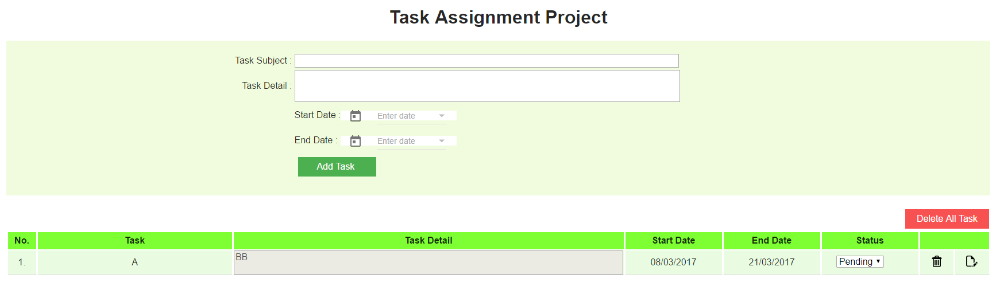 Task Assignment Project
Task Subject :
Task Detail :
Start Date : Enter date
End Date : Enter date
Add Task
Delete All Task
No. Task Task Detail Start Date End Date Status
1. A BB 08/03/2017 21/03/2017 Pending